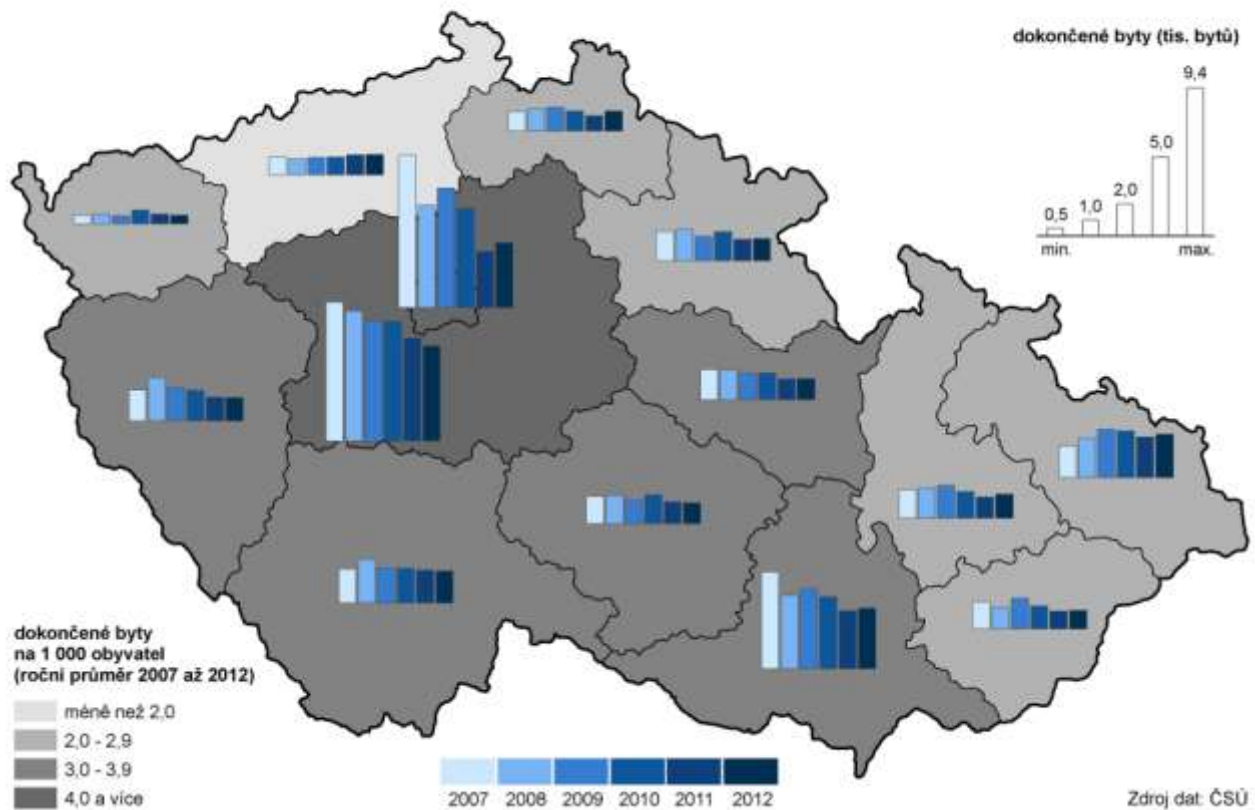 dokončené byty (tis. bytů)
9,4
5,0
2,0
1,0
0,5
min.
max.
dokončené byty
na 1 000 obyvatel
(roční průměr 2007 až 2012)
méně než 2,0
2,0 - 2,9
3,0 - 3,9
4,0 a více
2007 2008 2009 2010 2011 2012
Zdroj dat: ČSÚ